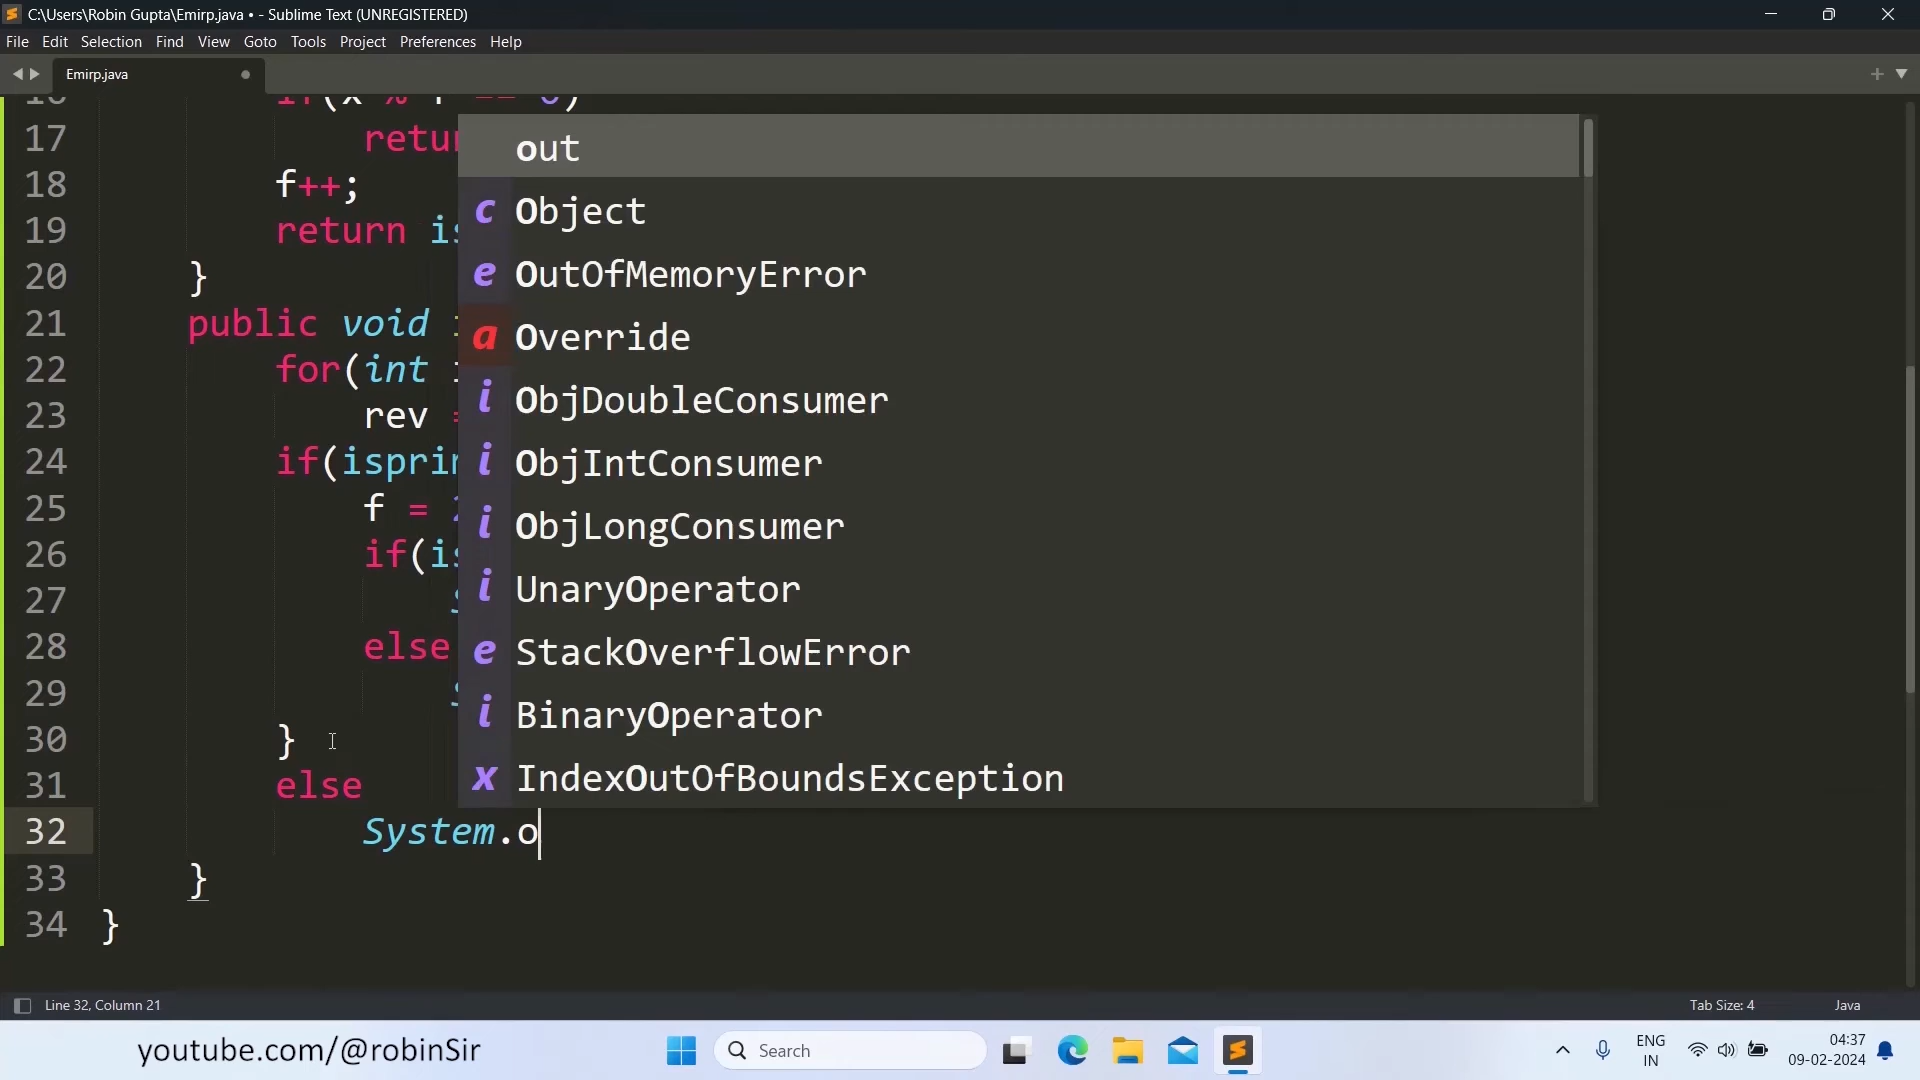 C:\Users\Robin Gupta\Emirp.java • - Sublime Text (UNREGISTERED)
File Edit Selection Find View Goto Tools Project Preferences Help
Emirp.java
17 retur
18 f++;
19 return is
20 }
21 public void
22 for(int
23 rev =
24 if(isprim
25 f =
26 if(is
27
28 else
29
30 }
31 else
32 System.o
33 }
34 }
out
c Object
e OutOfMemoryError
a Override
i ObjDoubleConsumer
i ObjIntConsumer
i ObjLongConsumer
i UnaryOperator
e StackOverflowError
i BinaryOperator
x IndexOutOfBoundsException
Line 32, Column 21 Tab Size: 4 Java
youtube.com/@robinSir Search ENG IN 04:37 09-02-2024